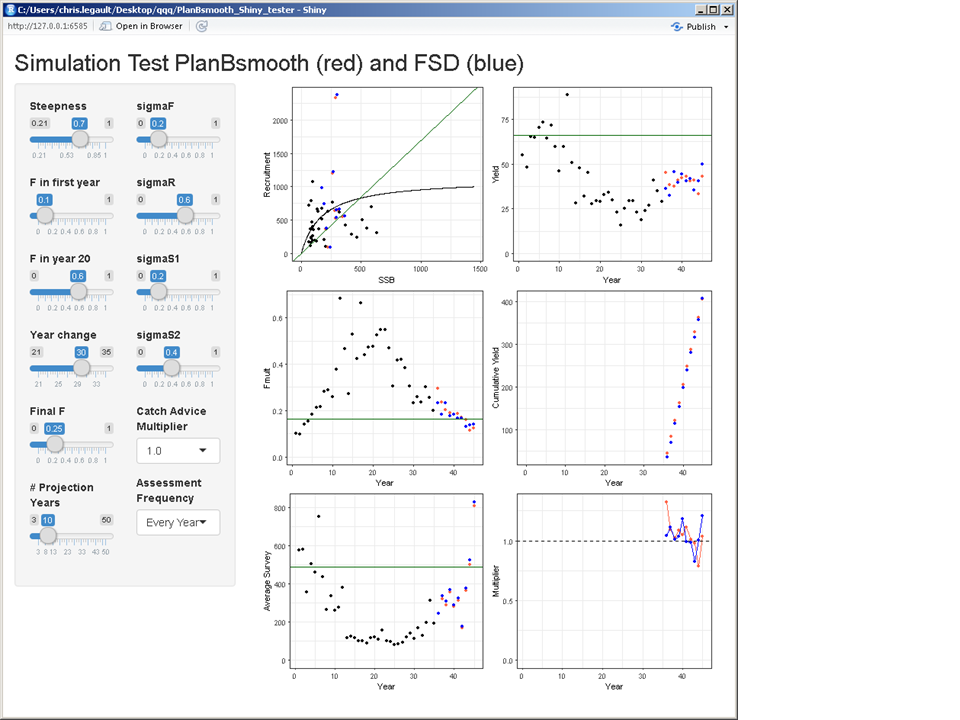 C:/Users/chris.legault/Desktop/qqq/PlanBsmooth_Shiny_tester - Shiny
http://127.0.0.1:6585 Open in Browser Publish
Simulation Test PlanBsmooth (red) and FSD (blue)
Steepness sigmaF
0.21 0.7 1 0 0.2 1
0.21 0.53 0.85 1 0 0.2 0.4 0.6 0.8 1
F in first year sigmaR
0 0.1 1 0 0.6 1
0 0.2 0.4 0.6 0.8 1 0 0.2 0.4 0.6 0.8 1
F in year 20 sigmaS1
0 0.6 1 0 0.2 1
0 0.2 0.4 0.6 0.8 1 0 0.2 0.4 0.6 0.8 1
Year change sigmaS2
21 30 35 0 0.4 1
21 25 29 33 0 0.2 0.4 0.6 0.8 1
Final F Catch Advice
Multiplier
0 0.25 1
1.0
0 0.2 0.4 0.6 0.8 1
# Projection Assessment
Years Frequency
3 10 50
Every Year
3 8 13 23 33 40 50
Recruitment
2000
1500
1000
500
0
0 500 1000 1500
SSB
Yield
75
50
25
0
0 10 20 30 40
Year
Fmult
0.6
0.4
0.2
0.0
0 10 20 30 40
Year
Cumulative Yield
400
300
200
100
0 10 20 30 40
Year
Average Survey
800
600
400
200
0
0 10 20 30 40
Year
Multiplier
1.0
0.5
0.0
0 10 20 30 40
Year